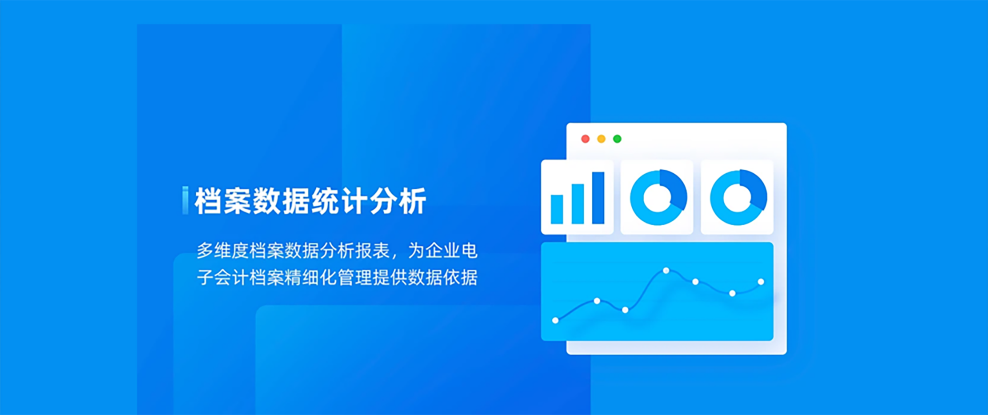 档案数据统计分析
多维度档案数据分析报表，为企业电
子会计档案精细化管理提供数据依据